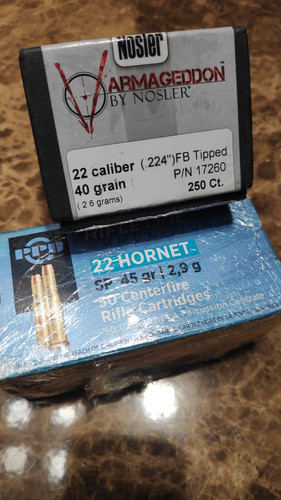 Nosler
VARMAGEDDON™
BY NOSLER®
22 caliber (.224")FB Tipped
40 grain P/N 17260
(2.6 grams) 250 Ct.
PPU
22 HORNET
SP 45 gr | 2,9 g
50 Centerfire
Rifle Cartridges